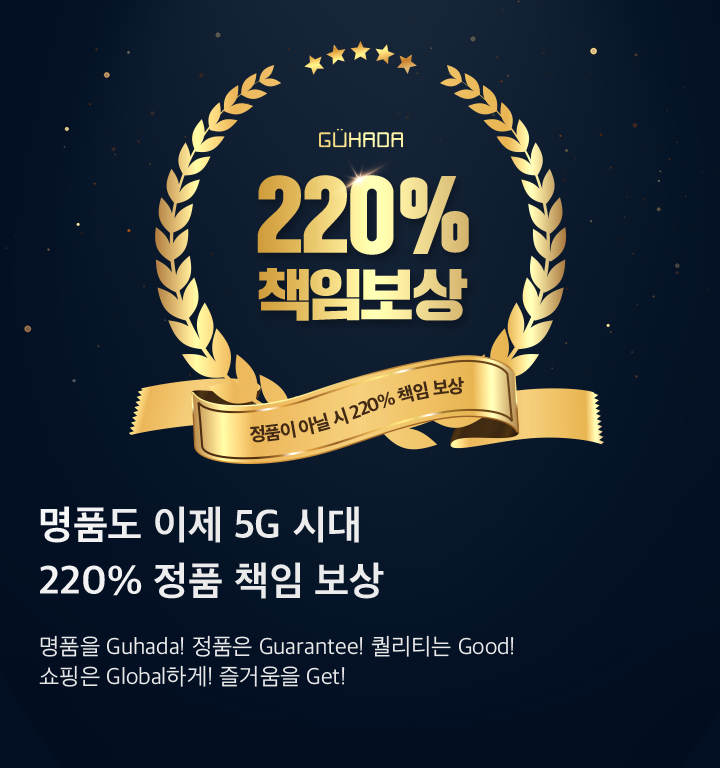 GÜHADA
220%
책임보상
정품이 아닐 시 220% 책임 보상
명품도 이제 5G 시대
220% 정품 책임 보상
명품을 Guhada! 정품은 Guarantee! 퀄리티는 Good!
쇼핑은 Global하게! 즐거움을 Get!